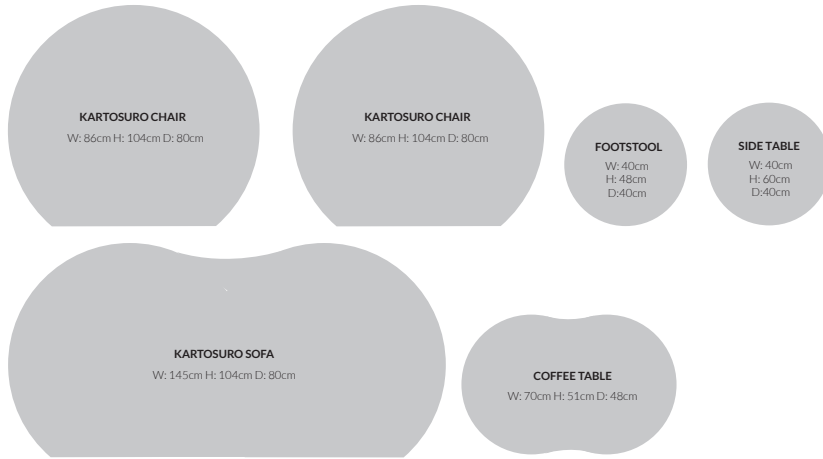 KARTOSURO CHAIR
W: 86cm H: 104cm D: 80cm
KARTOSURO CHAIR
W: 86cm H: 104cm D: 80cm
FOOTSTOOL
W: 40cm
H: 48cm
D:40cm
SIDE TABLE
W: 40cm
H: 60cm
D:40cm
KARTOSURO SOFA
W: 145cm H: 104cm D: 80cm
COFFEE TABLE
W: 70cm H: 51cm D: 48cm